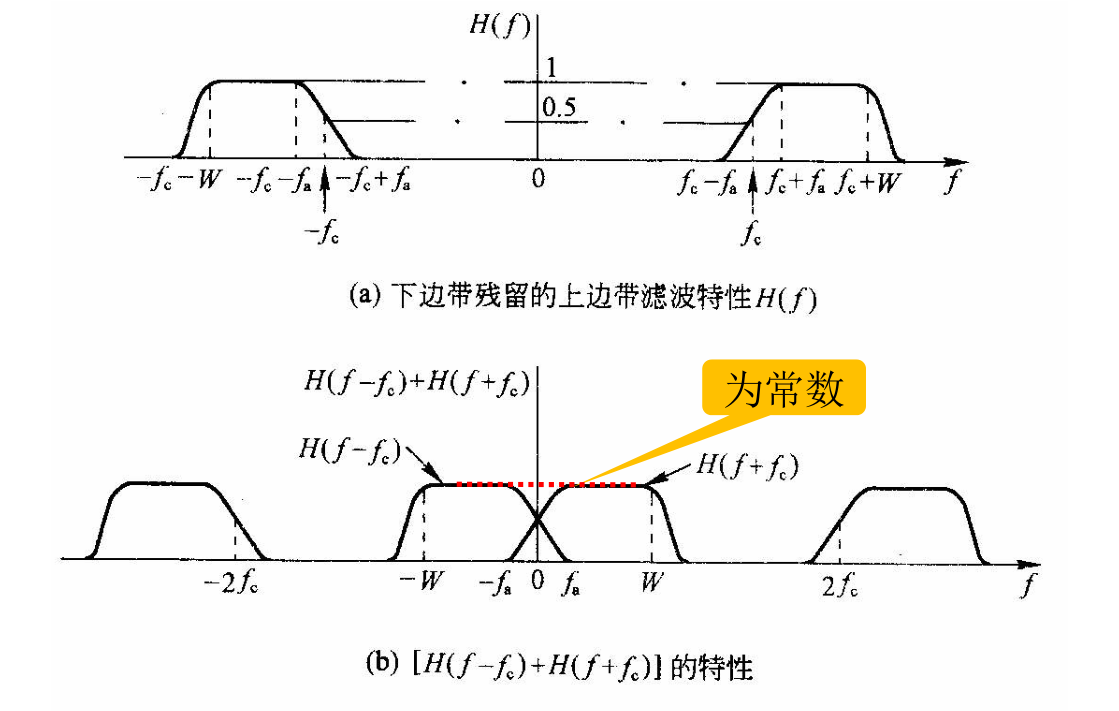 H(f)
1
0.5
-fc-W -fc-fa -fc+fa 0 fc-fa fc+fa fc+W f
-fc fc
(a) 下边带残留的上边带滤波特性H(f)
H(f-fc)+H(f+fc)
为常数
H(f-fc) H(f+fc)
-2fc -W -fa 0 fa W 2fc f
(b) [H(f-fc)+H(f+fc)]的特性